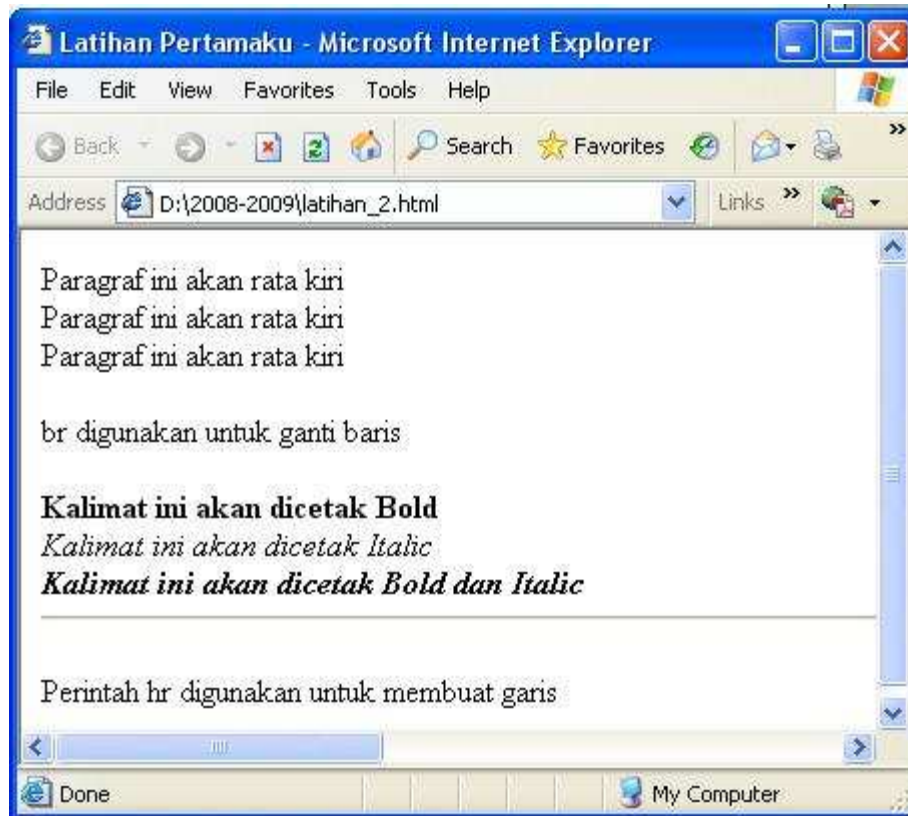 Latihan Pertamaku - Microsoft Internet Explorer
File Edit View Favorites Tools Help
Back Search Favorites »
Address D:\2008-2009\latihan_2.html Links »
Paragraf ini akan rata kiri
Paragraf ini akan rata kiri
Paragraf ini akan rata kiri
br digunakan untuk ganti baris
Kalimat ini akan dicetak Bold
Kalimat ini akan dicetak Italic
Kalimat ini akan dicetak Bold dan Italic
Perintah hr digunakan untuk membuat garis
Done My Computer